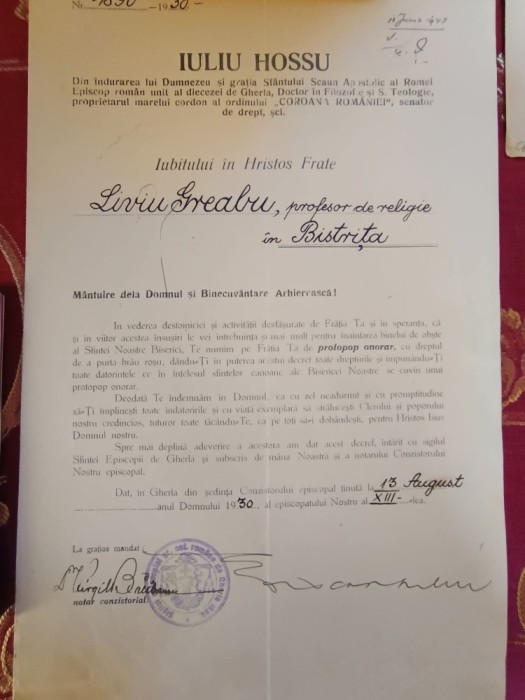 Nr. 1890 -1930-
IULIU HOSSU
Din îndurarea lui Dumnezeu și grația Sfântului Scaun Apostolic al Romei
Episcop român unit al diecezei de Gherla, Doctor în Filozofie și S. Teologie,
proprietarul marelui cordon al ordinului „COROANA ROMÂNIEI", senator
de drept, șcl.
Iubitului în Hristos Frate
Liviu Greabu, profesor de religie
în Bistrița
Mântuire dela Domnul și Binecuvântare Arhierească!
In vederea destoiniciei și activității desfășurate de Frăția Ta și în speranța, că
și în viitor acestea însușiri le vei întrebuința și mai mult pentru înaintarea binelui de obște
al Sfintei Noastre Biserici, Te numim pe Frăția Ta de protopop onorar, cu dreptul
de a purta brâu roșu, dându-Ți în puterea acestui decret toate drepturile și impunându-Ți
toate datorințele ce în înțelesul sfintelor canoane ale Bisericei Noastre se cuvin unui
protopop onorar.
Deodată Te îndemnăm în Domnul, ca cu zel neadormit și cu promptitudine
să-Ți împlinești toate îndatoririle și cu viață exemplară să strălucești Clerului și poporului
nostru credincios, tuturor toate făcându-Te, ca pe toți să-i dobândești, pentru Hristos Isus
Domnul nostru.
Spre mai deplină adeverire a acestora am dat acest decret, întărit cu sigilul
Sfintei Episcopii de Gherla și subscris de mâna Noastră și a notarului Consistorului
Nostru episcopal.
Dat, în Gherla din ședința Consistorului episcopal ținută la 13 August
anul Domnului 1930, al episcopatului Nostru al XIII-lea.
La grațios mandat
notar consistorial